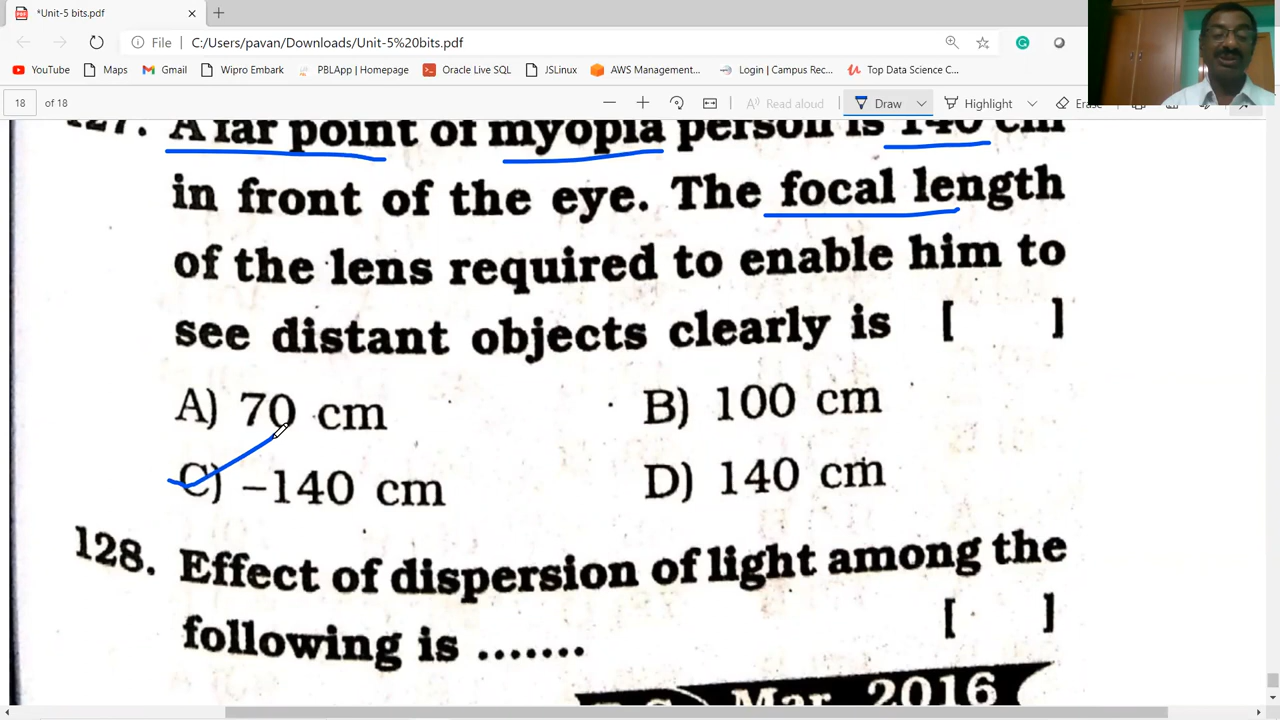 *Unit-5 bits.pdf
File C:/Users/pavan/Downloads/Unit-5%20bits.pdf
YouTube Maps Gmail Wipro Embark PBLApp | Homepage Oracle Live SQL JSLinux AWS Management... Login | Campus Rec... Top Data Science C...
18 of 18 Read aloud Draw Highlight Erase
127. A far point of myopia person is 140 cm
in front of the eye. The focal length
of the lens required to enable him to
see distant objects clearly is [ ]
A) 70 cm B) 100 cm
C) –140 cm D) 140 cm
128. Effect of dispersion of light among the
following is ....... [ ]
Mar 2016